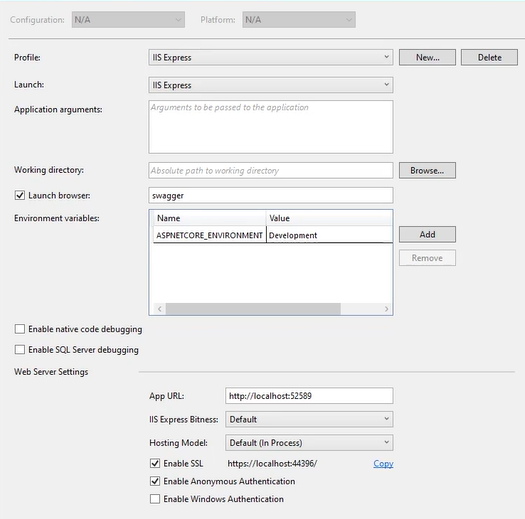 Configuration: N/A Platform: N/A
Profile: IIS Express New... Delete
Launch: IIS Express
Application arguments: Arguments to be passed to the application
Working directory: Absolute path to working directory Browse...
Launch browser: swagger
Environment variables: Name Value
ASPNETCORE_ENVIRONMENT Development Add
Remove
Enable native code debugging
Enable SQL Server debugging
Web Server Settings
App URL: http://localhost:52589
IIS Express Bitness: Default
Hosting Model: Default (In Process)
Enable SSL https://localhost:44396/ Copy
Enable Anonymous Authentication
Enable Windows Authentication